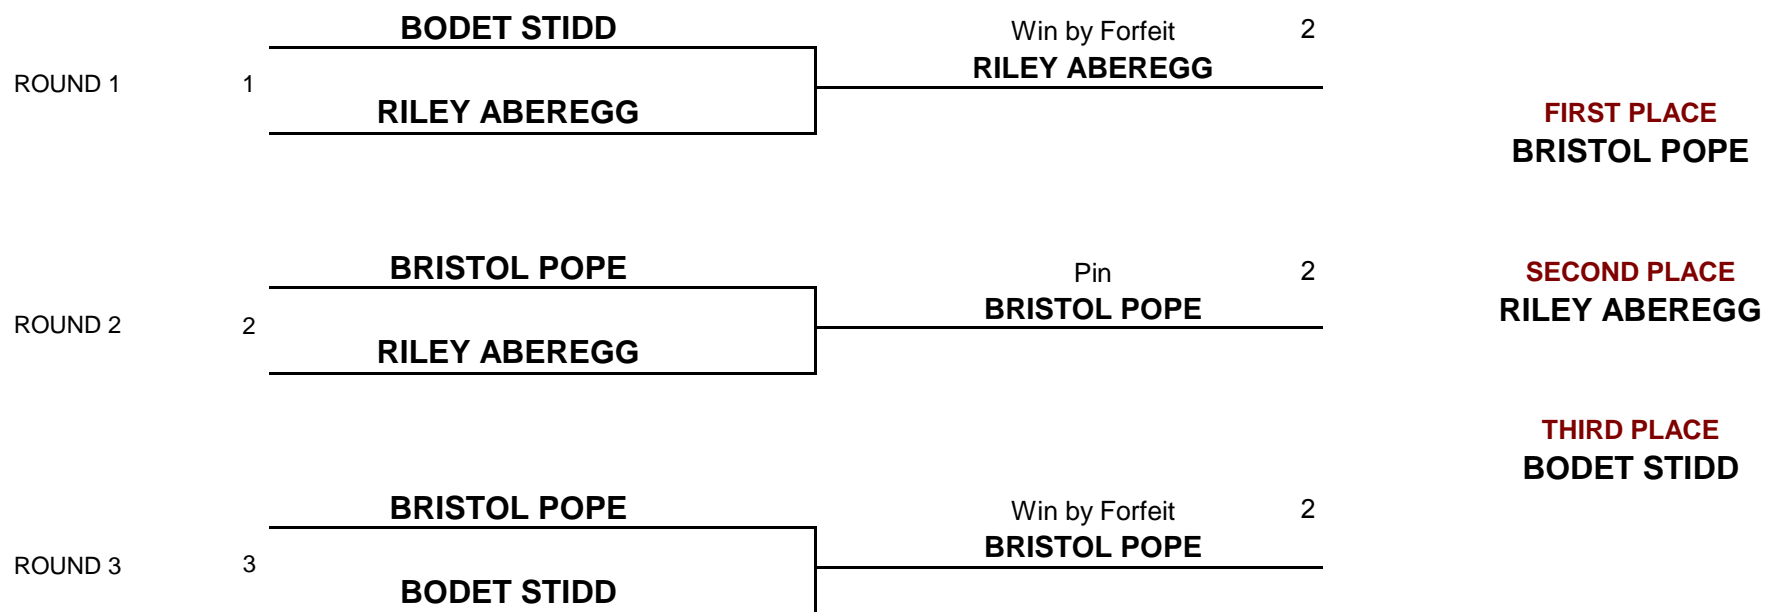 BODET STIDD
Win by Forfeit 2
RILEY ABEREGG
ROUND 1 1
RILEY ABEREGG
FIRST PLACE
BRISTOL POPE
BRISTOL POPE
Pin 2
SECOND PLACE
BRISTOL POPE
RILEY ABEREGG
ROUND 2 2
RILEY ABEREGG
THIRD PLACE
BODET STIDD
BRISTOL POPE
Win by Forfeit 2
BRISTOL POPE
ROUND 3 3
BODET STIDD